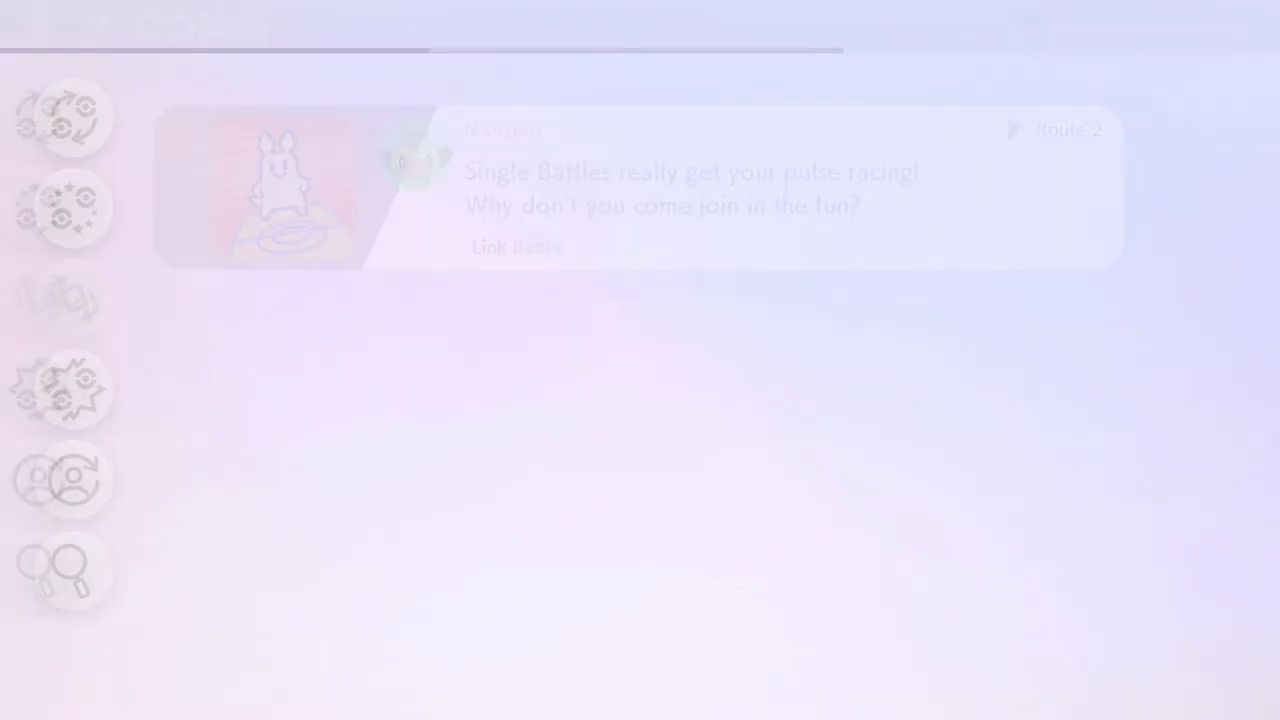 Y-COMM
Route 2
Single Battles really get your pulse racing!
Why don't you come join in the fun?
Link Battle